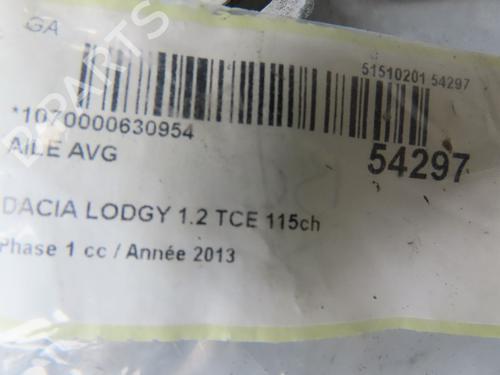 GA
51510201 54297
*1070000630954
AILE AVG
54297
DACIA LODGY 1.2 TCE 115ch
Phase 1 cc / Année 2013